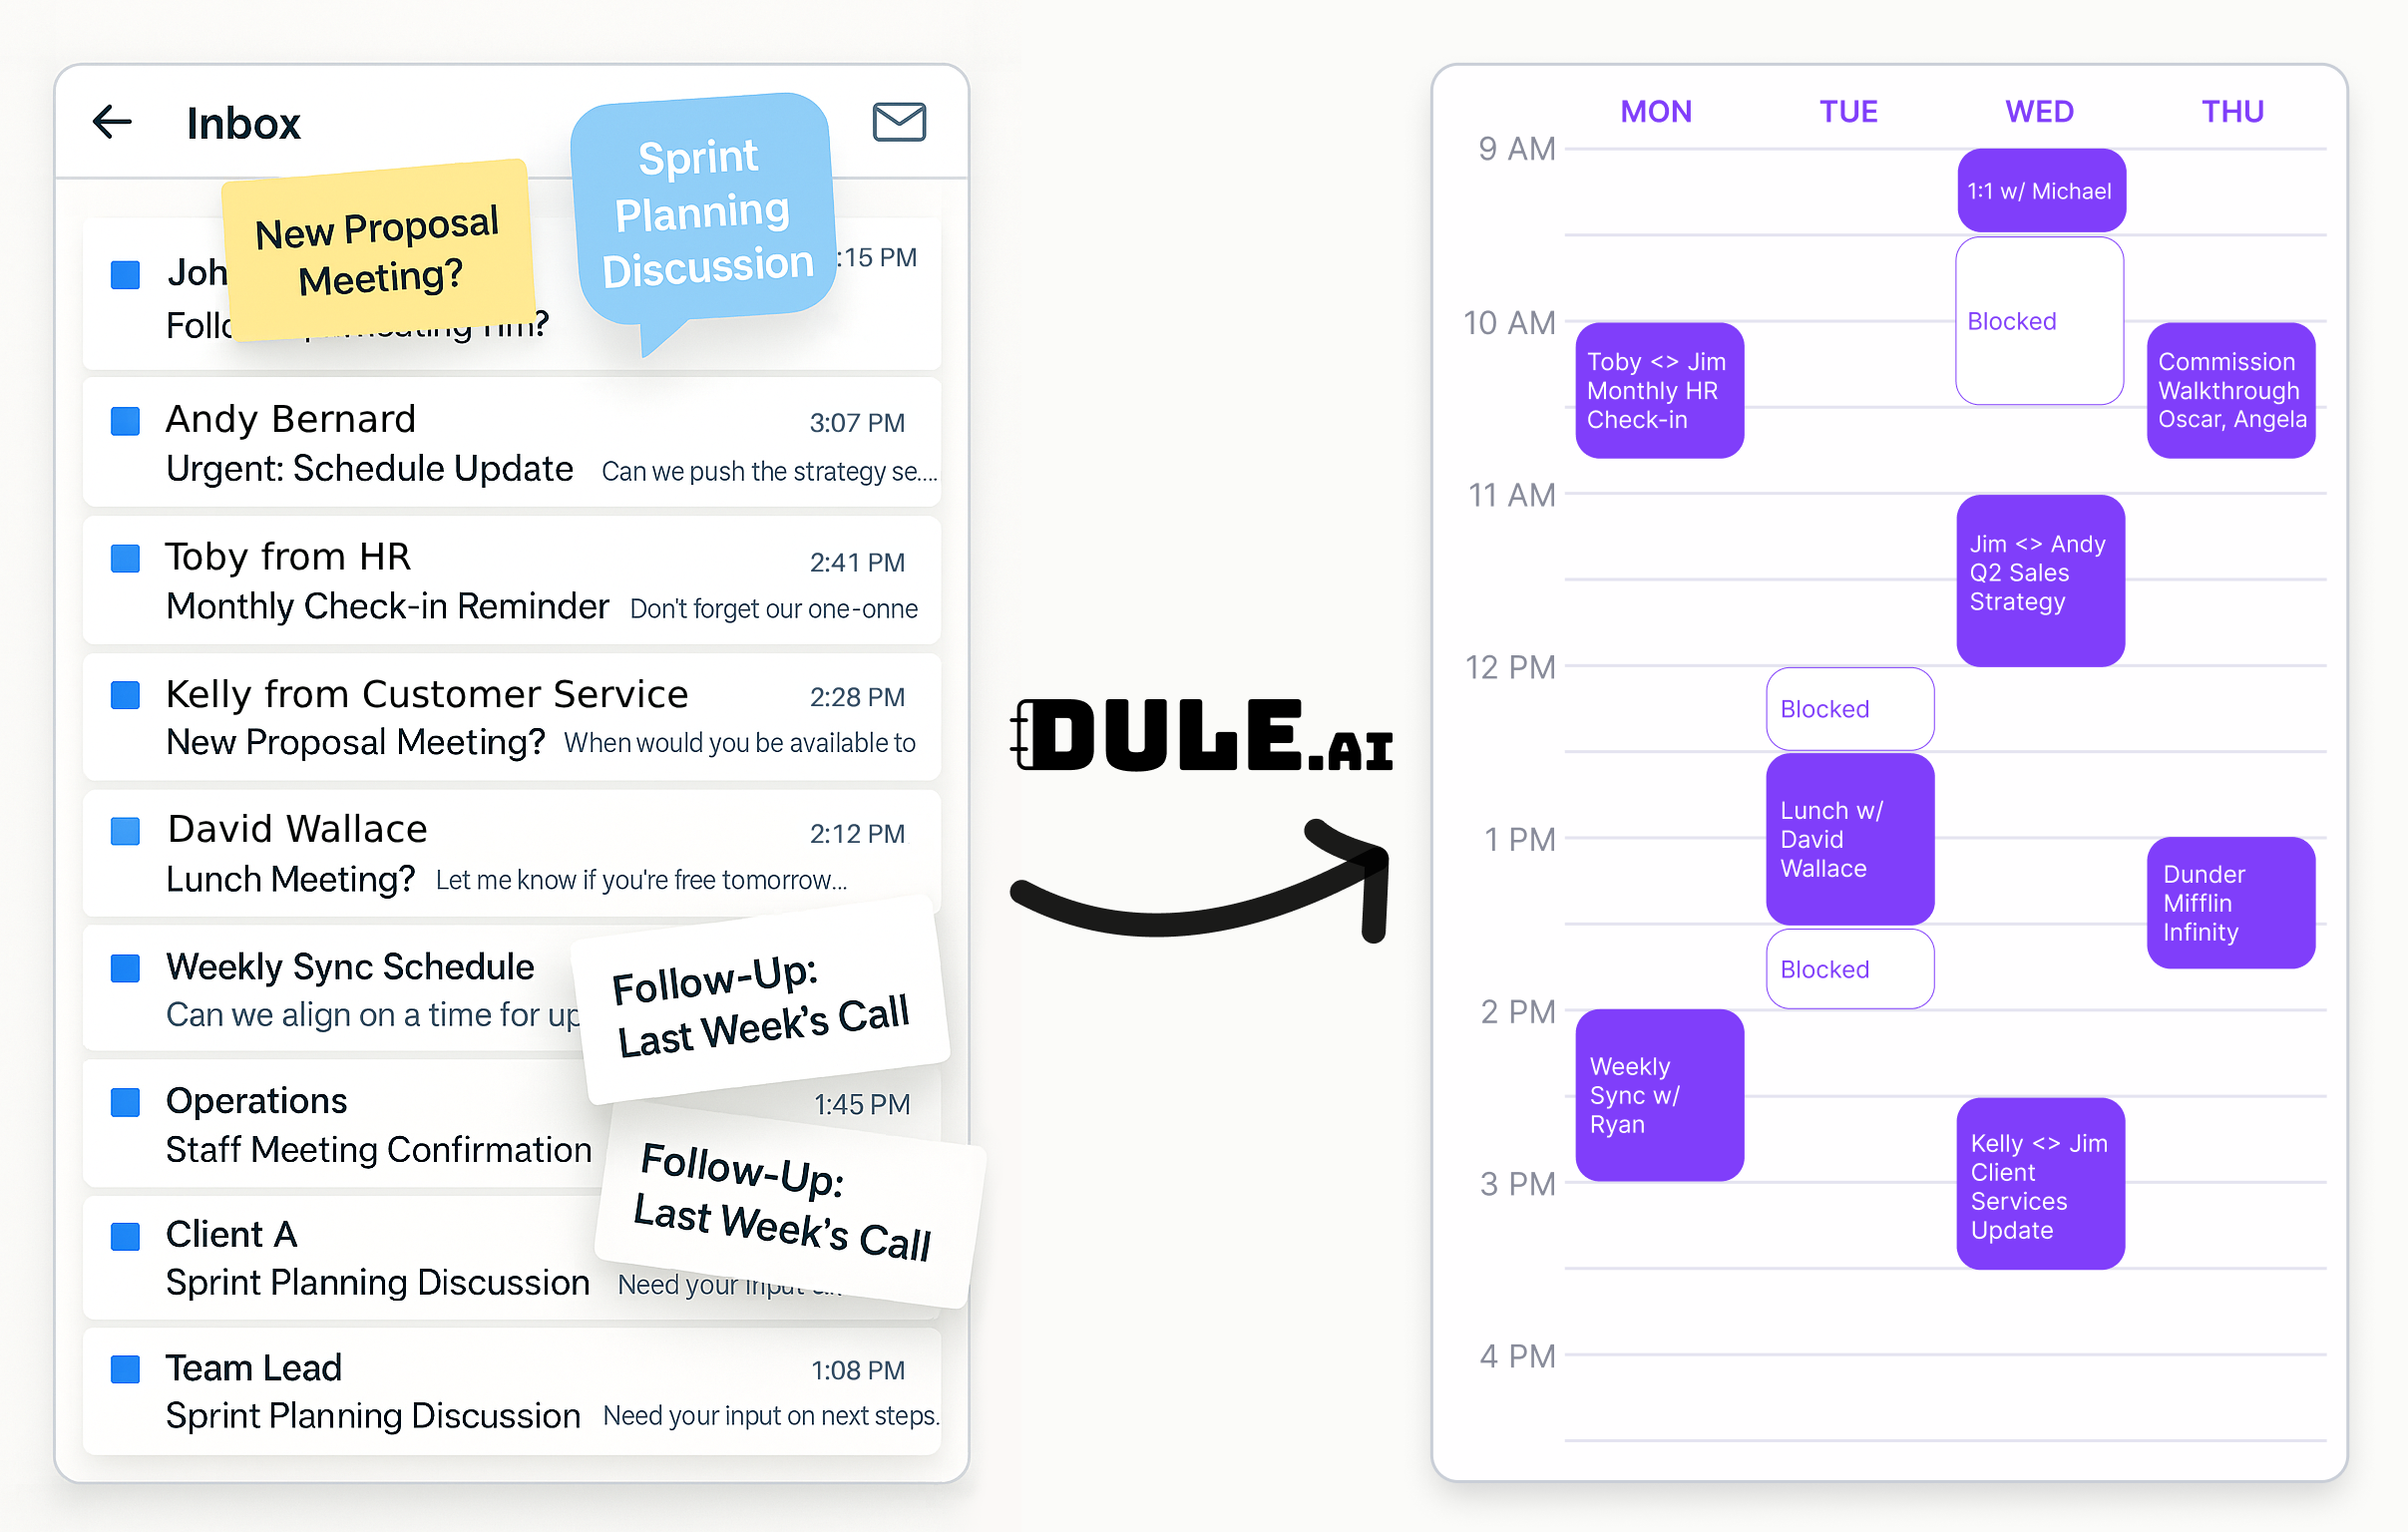 Inbox
New Proposal
Meeting?
Sprint
Planning
Discussion
:15 PM
Andy Bernard
3:07 PM
Urgent: Schedule Update Can we push the strategy se....
Toby from HR
2:41 PM
Monthly Check-in Reminder Don't forget our one-onne
Kelly from Customer Service
2:28 PM
New Proposal Meeting? When would you be available to
David Wallace
2:12 PM
Lunch Meeting? Let me know if you're free tomorrow...
Weekly Sync Schedule
Can we align on a time for up
Follow-Up:
Last Week's Call
Operations
1:45 PM
Staff Meeting Confirmation
Follow-Up:
Last Week's Call
Client A
Sprint Planning Discussion Need your input
Team Lead
1:08 PM
Sprint Planning Discussion Need your input on next steps.
DULE.AI
MON TUE WED THU
9 AM
10 AM
11 AM
12 PM
1 PM
2 PM
3 PM
4 PM
Toby <> Jim
Monthly HR
Check-in
Weekly
Sync w/
Ryan
Blocked
Lunch w/
David
Wallace
Blocked
1:1 w/ Michael
Blocked
Jim <> Andy
Q2 Sales
Strategy
Kelly <> Jim
Client
Services
Update
Commission
Walkthrough
Oscar, Angela
Dunder
Mifflin
Infinity